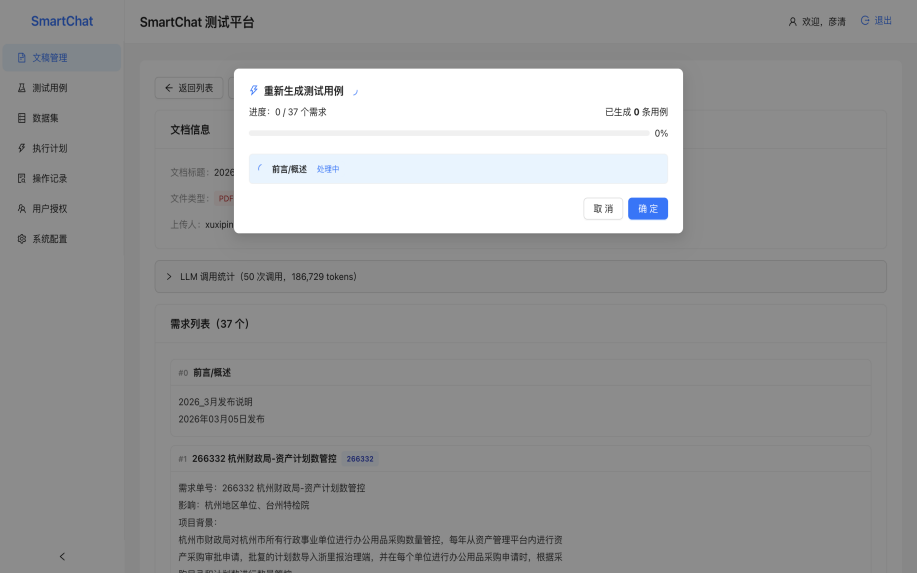 SmartChat
SmartChat 测试平台
欢迎，彦清
退出
文稿管理
测试用例
数据集
执行计划
操作记录
用户授权
系统配置
返回列表
重新生成测试用例
进度：0 / 37 个需求
已生成 0 条用例
0%
前言/概述 处理中
取 消
确 定
文档信息
文档标题：2026
文件类型：PDF
上传人：xuxipin
LLM 调用统计（50 次调用，186,729 tokens）
需求列表（37 个）
#0 前言/概述
2026_3月发布说明
2026年03月05日发布
#1 266332 杭州财政局-资产计划数管控 266332
需求单号：266332 杭州财政局-资产计划数管控
影响：杭州地区单位、台州特检院
项目背景：
杭州市财政局对杭州市所有行政事业单位进行办公用品采购数量管控，每年从资产管理平台内进行资
产采购审批申请，批复的计划数导入浙里报治理端，并在每个单位进行办公用品采购申请时，根据采